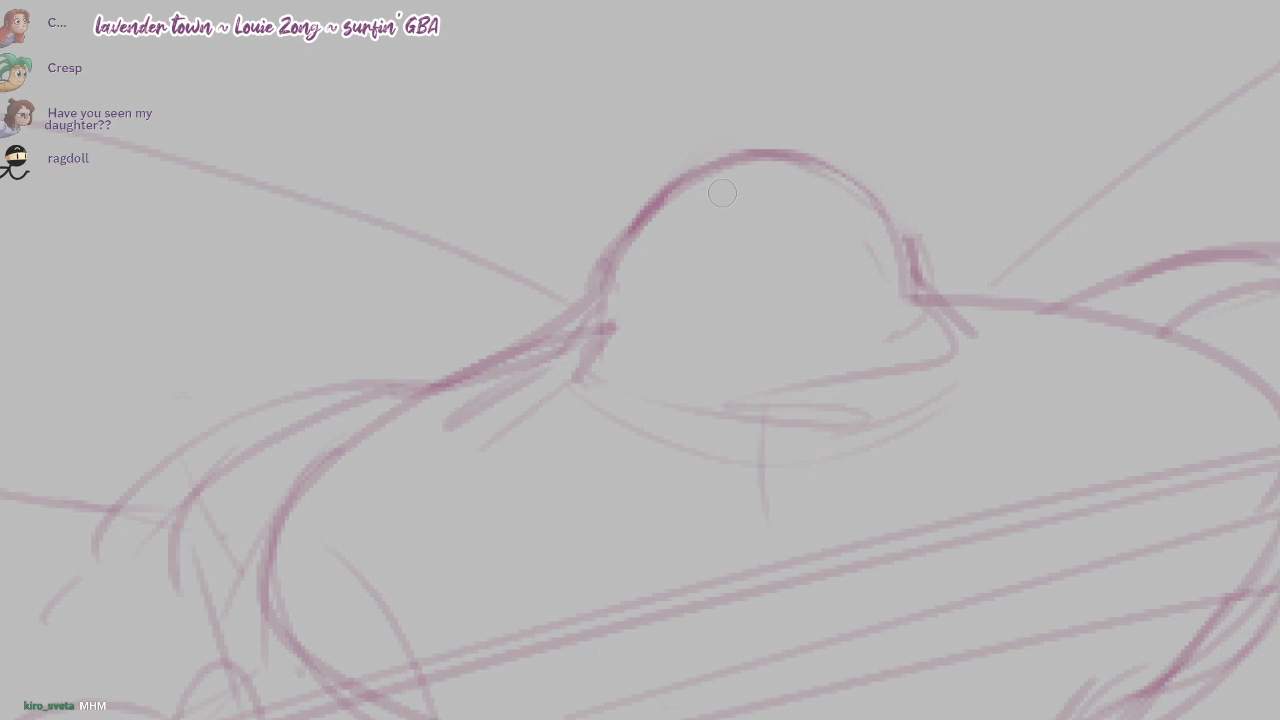 C...
lavender town ~ Louie Zong ~ surfin' GBA
Cresp
Have you seen my
daughter??
ragdoll
kiro_sveta MHM